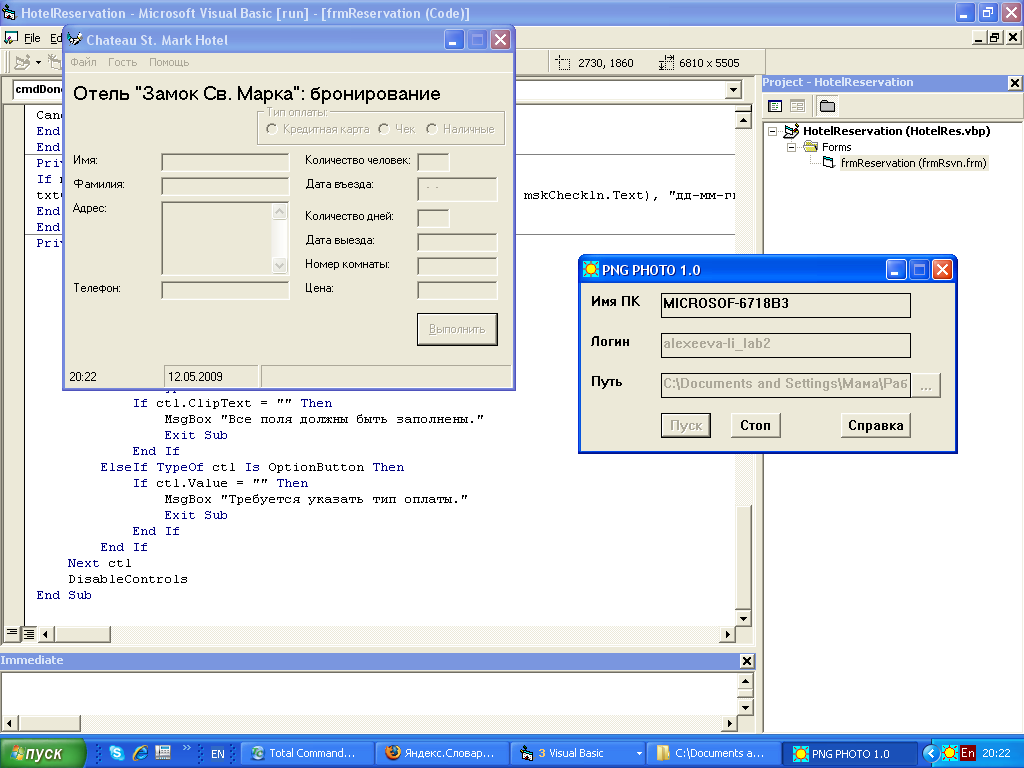 HotelReservation - Microsoft Visual Basic [run] - [frmReservation (Code)]
File
2730, 1860
6810 x 5505
Chateau St. Mark Hotel
Файл Гость Помощь
Отель "Замок Св. Марка": бронирование
Тип оплаты:
Кредитная карта Чек Наличные
Имя:
Количество человек:
Фамилия:
Дата въезда:
- -
Адрес:
Количество дней:
Дата выезда:
Номер комнаты:
Телефон:
Цена:
Выполнить
20:22
12.05.2009
End
End
If
mskCheckln.Text), "дд-мм-гг
End
End
If ctl.ClipText = "" Then
MsgBox "Все поля должны быть заполнены."
Exit Sub
End If
ElseIf TypeOf ctl Is OptionButton Then
If ctl.Value = "" Then
MsgBox "Требуется указать тип оплаты."
Exit Sub
End If
End If
Next ctl
DisableControls
End Sub
Immediate
Project - HotelReservation
HotelReservation (HotelRes.vbp)
Forms
frmReservation (frmRsvn.frm)
PNG PHOTO 1.0
Имя ПК
MICROSOF-6718B3
Логин
alexeeva-li_lab2
Путь
C:\Documents and Settings\Мама\Раб
...
Пуск
Стоп
Справка
пуск
EN
Total Command...
Яндекс.Словар...
3 Visual Basic
C:\Documents a...
PNG PHOTO 1.0
En
20:22